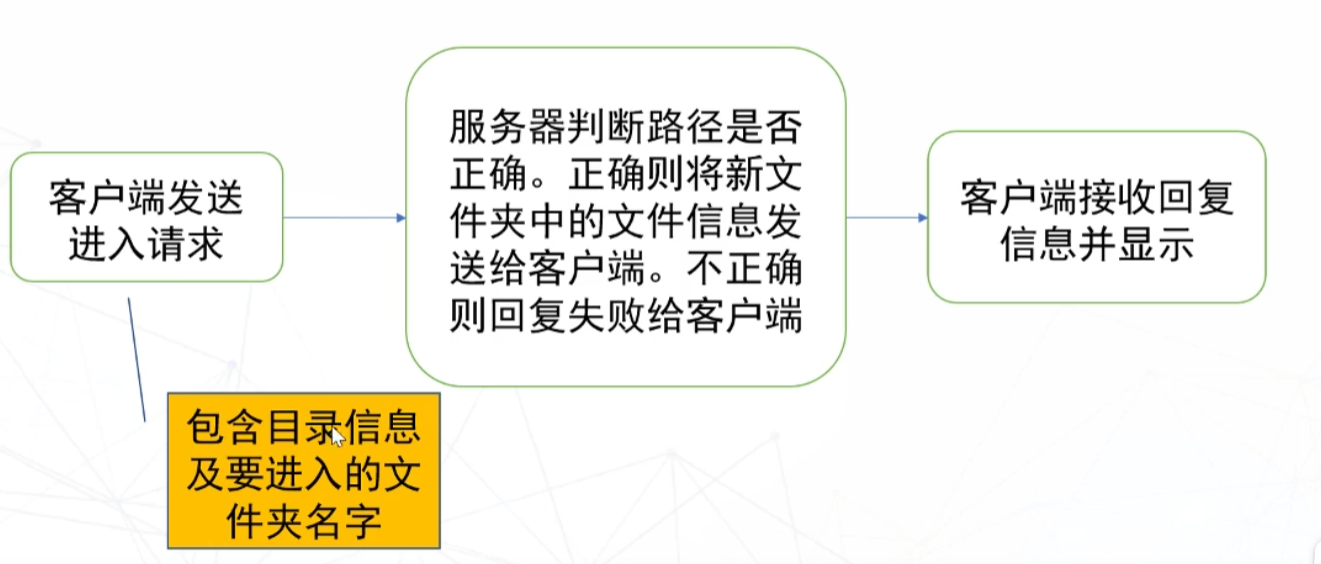 客户端发送
进入请求
服务器判断路径是否
正确。正确则将新文
件夹中的文件信息发
送给客户端。不正确
则回复失败给客户端
客户端接收回复
信息并显示
包含目录信息
及要进入的文
件夹名字